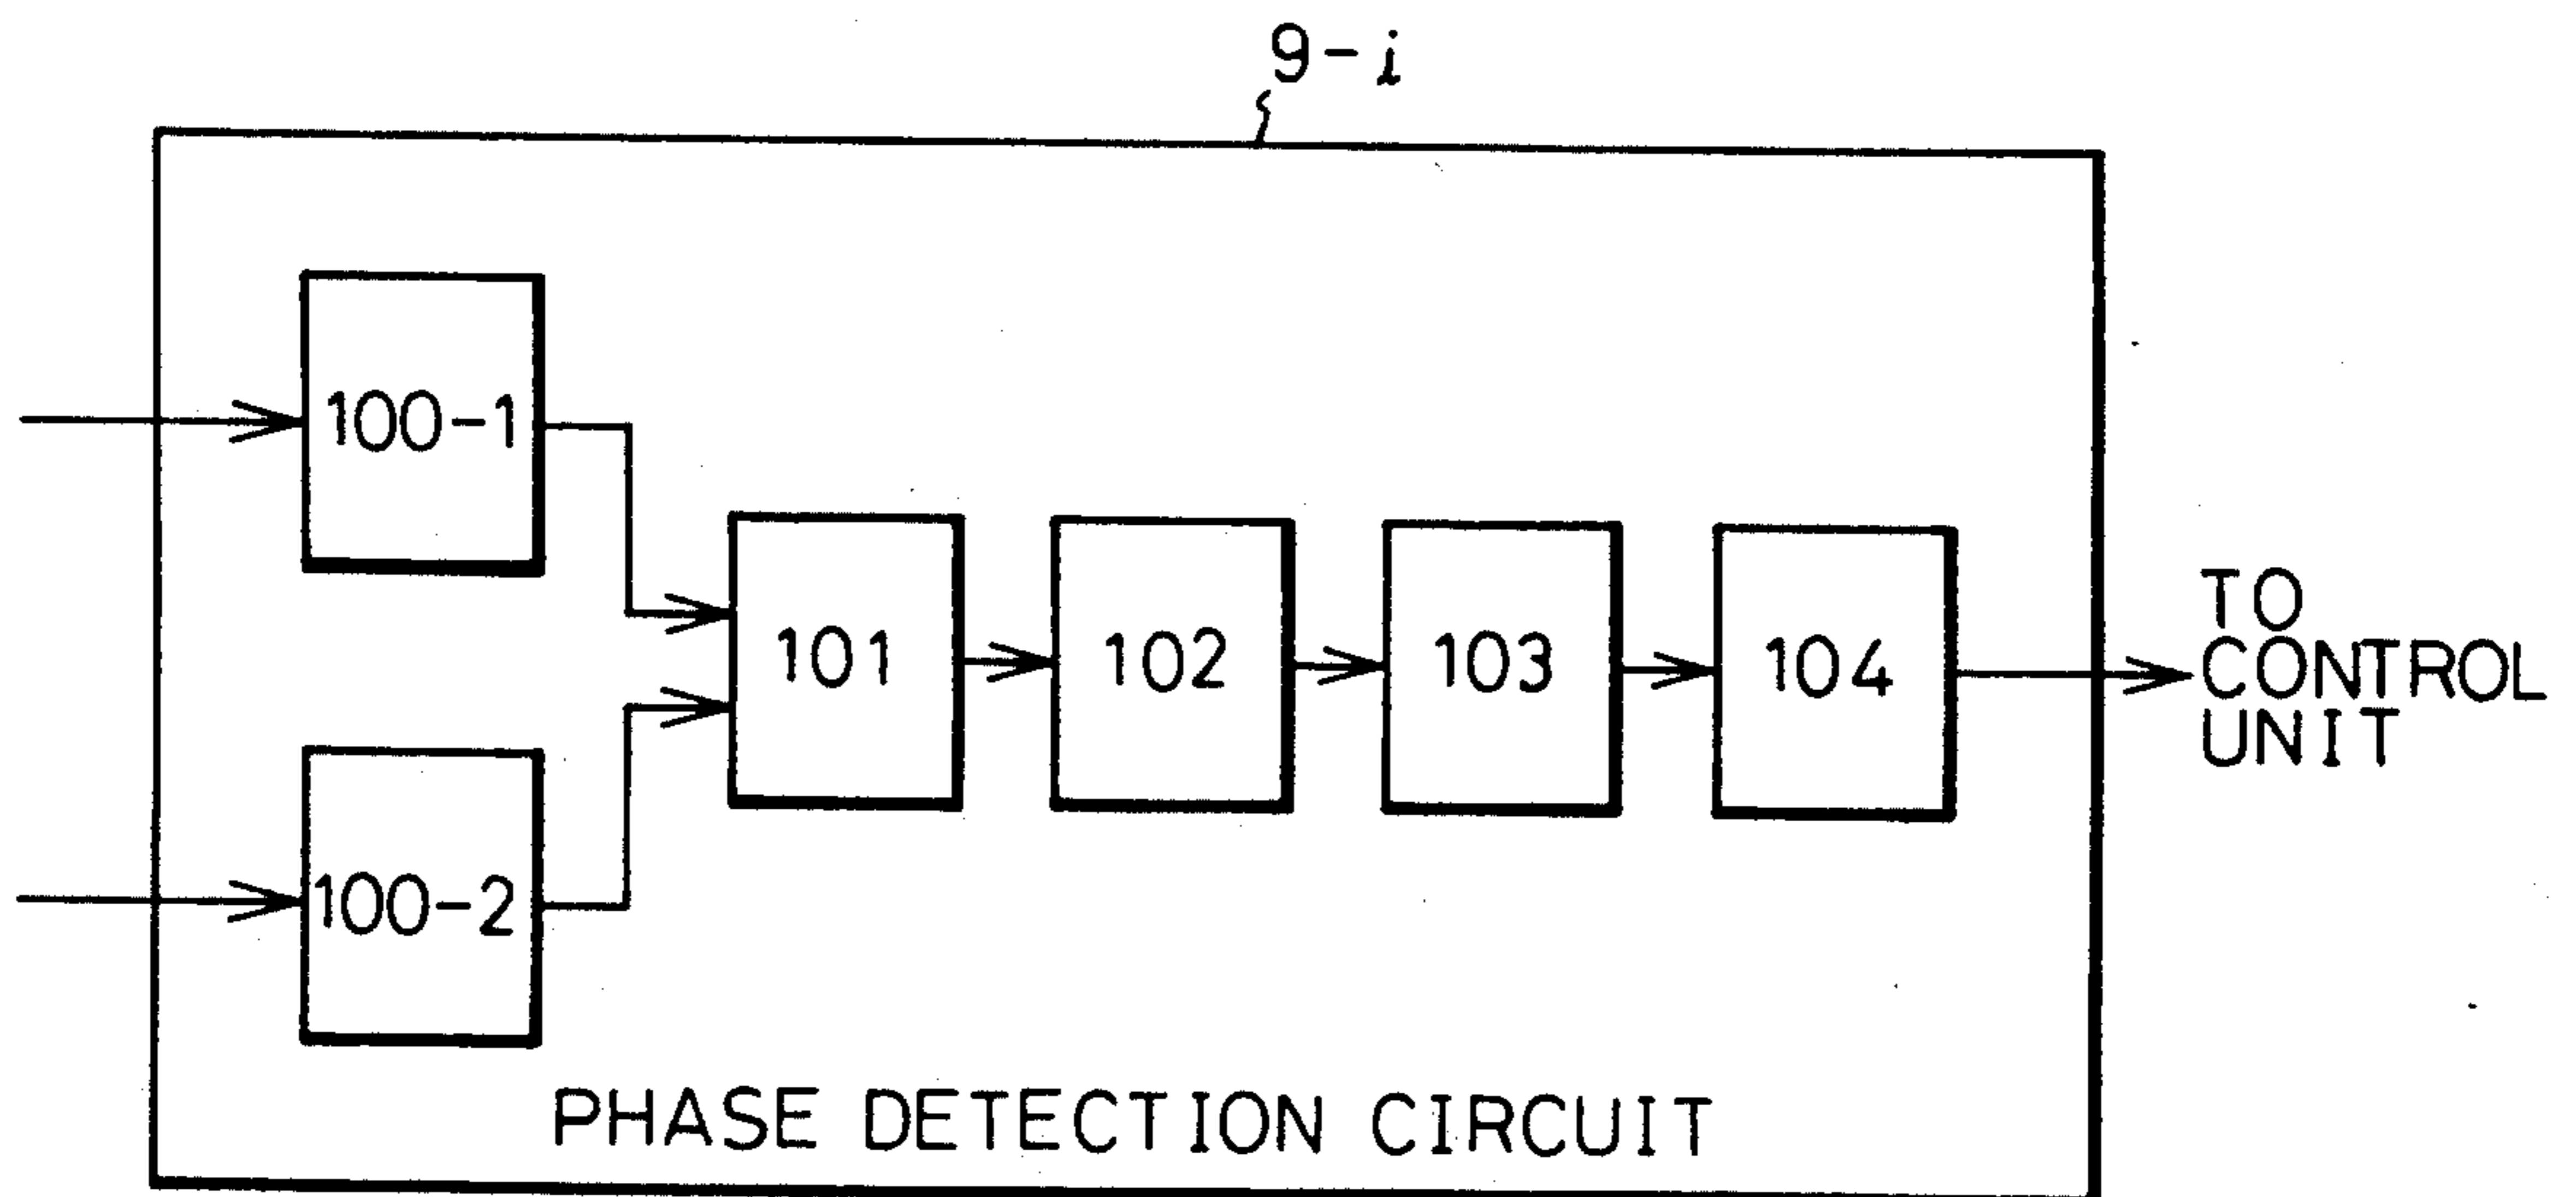 9-i
100-1
101
102
103
104
TO
CONTROL
UNIT
100-2
PHASE DETECTION CIRCUIT